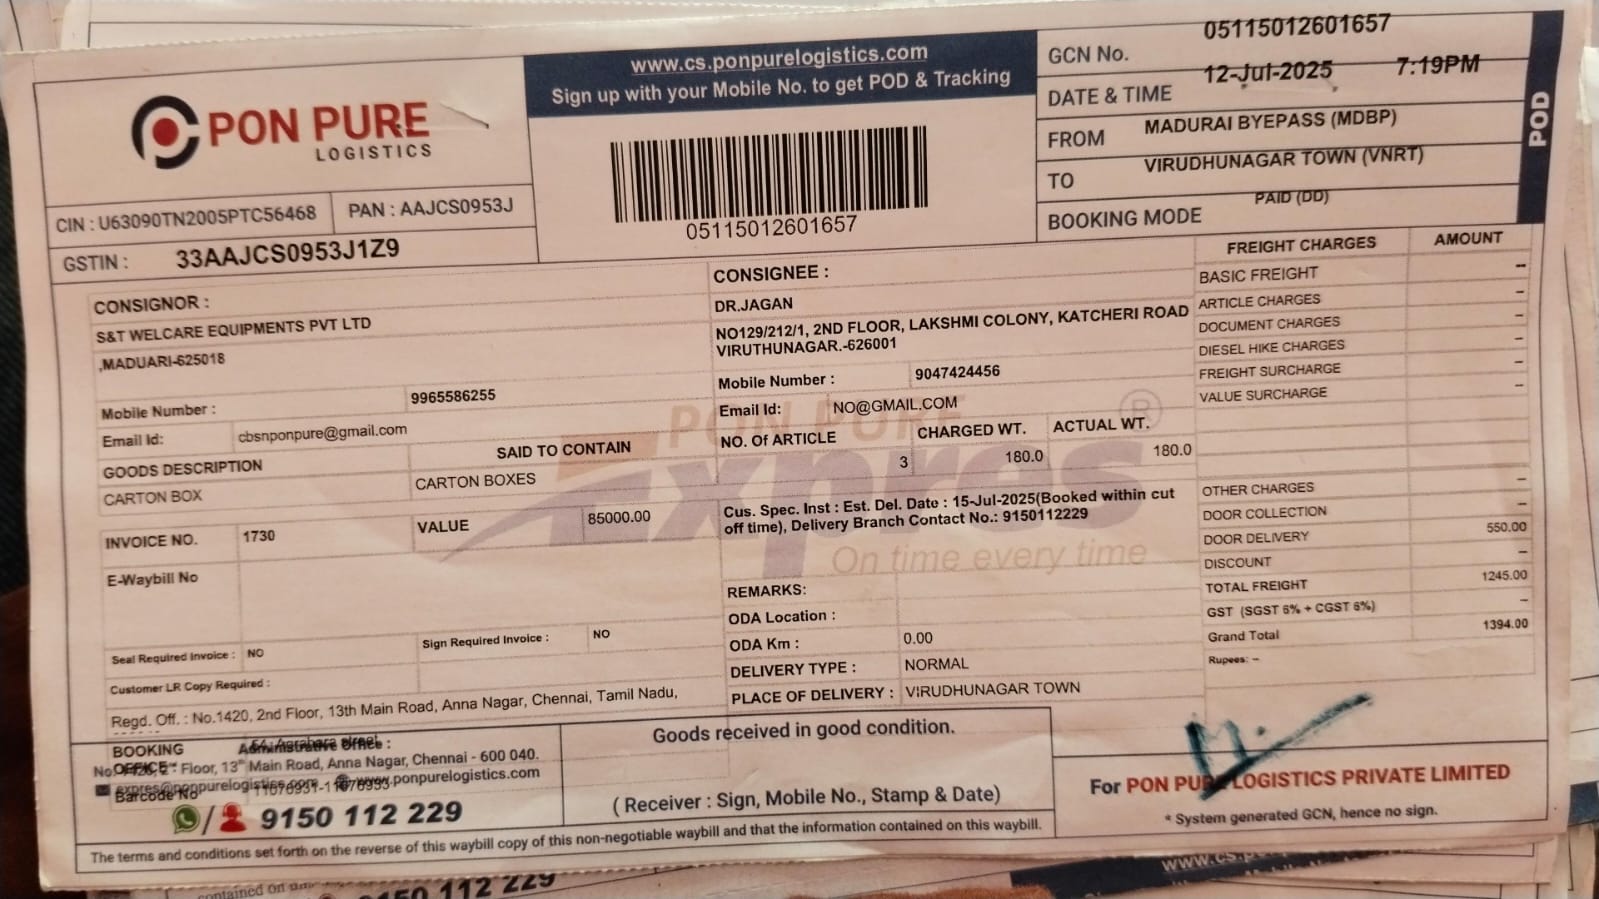 www.cs.ponpurelogistics.com
Sign up with your Mobile No. to get POD & Tracking
PON PURE
LOGISTICS
05115012601657
GCN No. 05115012601657
DATE & TIME 12-Jul-2025 7:19PM
FROM MADURAI BYEPASS (MDBP)
TO VIRUDHUNAGAR TOWN (VNRT)
BOOKING MODE PAID (DD)
POD
CIN : U63090TN2005PTC56468 PAN : AAJCS0953J
GSTIN : 33AAJCS0953J1Z9
CONSIGNOR :
S&T WELCARE EQUIPMENTS PVT LTD
,MADUARI-625018
Mobile Number : 9965586255
Email Id: cbsnponpure@gmail.com
GOODS DESCRIPTION SAID TO CONTAIN
CARTON BOX CARTON BOXES
INVOICE NO. 1730 VALUE 85000.00
E-Waybill No
Seal Required Invoice : NO Sign Required Invoice : NO
Customer LR Copy Required :
Regd. Off. : No.1420, 2nd Floor, 13th Main Road, Anna Nagar, Chennai, Tamil Nadu,
CONSIGNEE :
DR.JAGAN
NO129/212/1, 2ND FLOOR, LAKSHMI COLONY, KATCHERI ROAD
VIRUTHUNAGAR.-626001
Mobile Number : 9047424456
Email Id: NO@GMAIL.COM
NO. Of ARTICLE CHARGED WT. ACTUAL WT.
3 180.0 180.0
Cus. Spec. Inst : Est. Del. Date : 15-Jul-2025(Booked within cut
off time), Delivery Branch Contact No.: 9150112229
PON PURE
Xpres
®
On time every time
REMARKS:
ODA Location :
ODA Km : 0.00
DELIVERY TYPE : NORMAL
PLACE OF DELIVERY : VIRUDHUNAGAR TOWN
FREIGHT CHARGES AMOUNT
BASIC FREIGHT --
ARTICLE CHARGES --
DOCUMENT CHARGES --
DIESEL HIKE CHARGES --
FREIGHT SURCHARGE --
VALUE SURCHARGE --
OTHER CHARGES --
DOOR COLLECTION --
DOOR DELIVERY 550.00
DISCOUNT --
TOTAL FREIGHT 1245.00
GST (SGST 6% + CGST 6%) --
Grand Total 1394.00
Rupees: --
BOOKING
OFFICE
Administrative Office :
Floor, 13th Main Road, Anna Nagar, Chennai - 600 040.
expres@ponpurelogistics.com www.ponpurelogistics.com
Barcode No
/ 9150 112 229
Goods received in good condition.
( Receiver : Sign, Mobile No., Stamp & Date)
For PON PURE LOGISTICS PRIVATE LIMITED
* System generated GCN, hence no sign.
The terms and conditions set forth on the reverse of this waybill copy of this non-negotiable waybill and that the information contained on this waybill.
contained on
9150 112 229